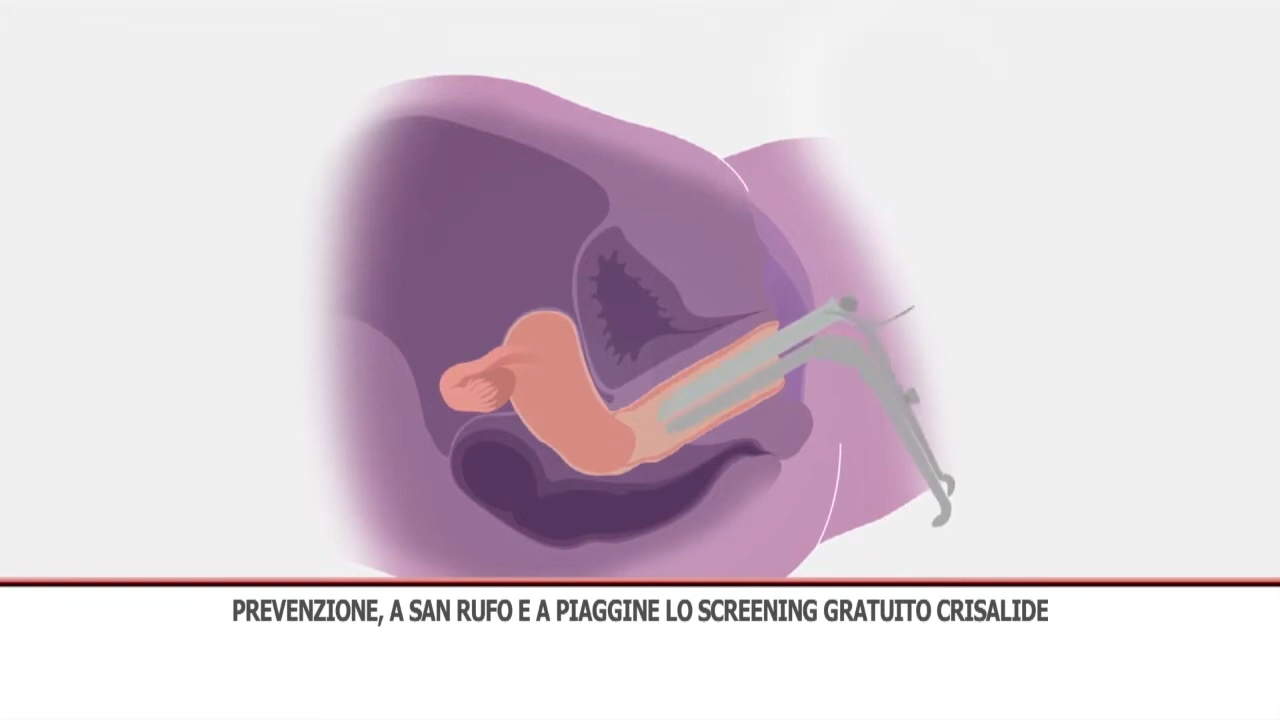 PREVENZIONE, A SAN RUFO E A PIAGGINE LO SCREENING GRATUITO CRISALIDE